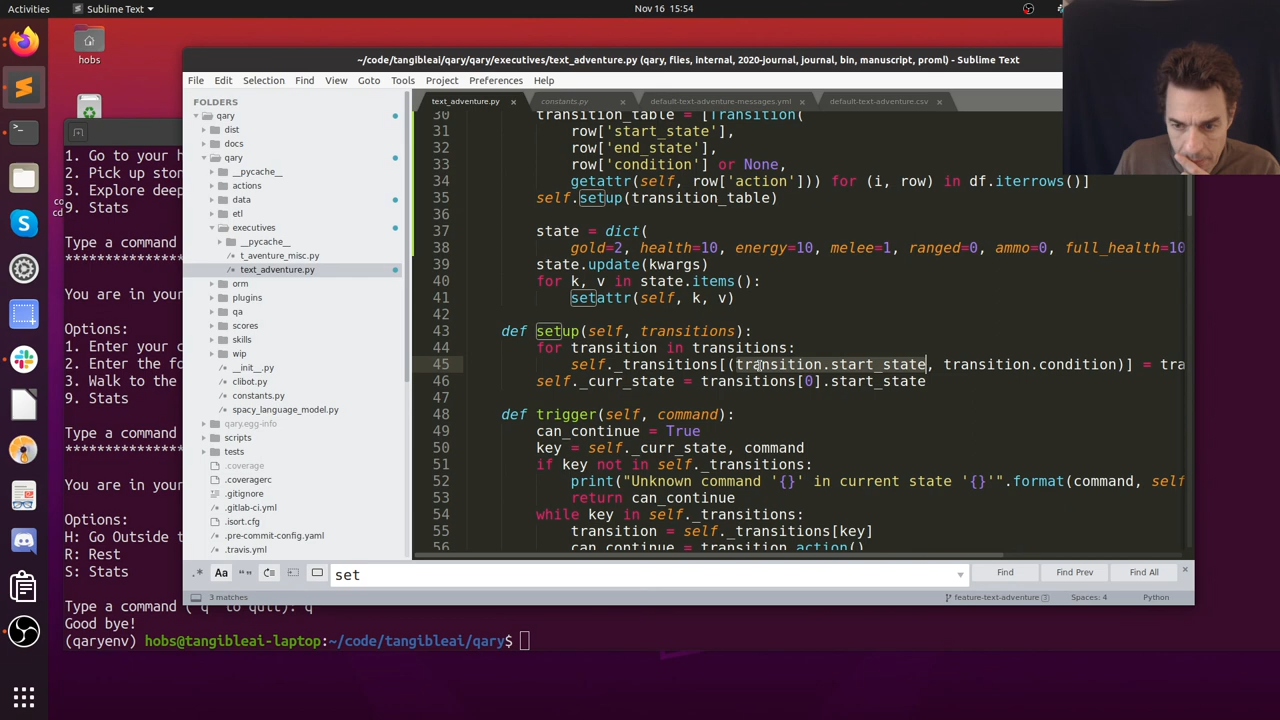 Activities
Sublime Text
Nov 16 15:54
hobs
~/code/tangibleai/qary/qary/executives/text_adventure.py (qary, flies, internal, 2020-journal, journal, bin, manuscript, proml) - Sublime Text
File Edit Selection Find View Goto Tools Project Preferences Help
FOLDERS
qary
dist
docs
qary
__pycache__
actions
data
etl
executives
__pycache__
t_aventure_misc.py
text_adventure.py
orm
plugins
qa
scores
skills
wip
__init__.py
clibot.py
constants.py
spacy_language_model.py
qary.egg-info
scripts
tests
.coverage
.coveragerc
.gitignore
.gitlab-ci.yml
.isort.cfg
.pre-commit-config.yaml
.travis.yml
text_adventure.py
constants.py
default-text-adventure-messages.yml
default-text-adventure.csv
30 transition_table = [Transition(
31 row['start_state'],
32 row['end_state'],
33 row['condition'] or None,
34 getattr(self, row['action'])) for (i, row) in df.iterrows()]
35 self.setup(transition_table)
36
37 state = dict(
38 gold=2, health=10, energy=10, melee=1, ranged=0, ammo=0, full_health=10
39 state.update(kwargs)
40 for k, v in state.items():
41 setattr(self, k, v)
42
43 def setup(self, transitions):
44 for transition in transitions:
45 self._transitions[(transition.start_state, transition.condition)] = tra
46 self._curr_state = transitions[0].start_state
47
48 def trigger(self, command):
49 can_continue = True
50 key = self._curr_state, command
51 if key not in self._transitions:
52 print("Unknown command '{}' in current state '{}'".format(command, self
53 return can_continue
54 while key in self._transitions:
55 transition = self._transitions[key]
56 can_continue = transition.action()
.*
Aa
set
Find
Find Prev
Find All
3 matches
feature-text-adventure
3
Spaces: 4
Python
1. Go to your h
2. Pick up ston
3. Explore deep
9. Stats
Type a command
You are in your
Options:
1. Enter your c
2. Feed the foo
3. Walk to the
9. Stats
Type a command
You are in your
Options:
H: Go Outside t
R: Rest
S: Stats
Type a command ('q' to quit): q
Good bye!
(qaryenv) hobs@tangibleai-laptop:~/code/tangibleai/qary$